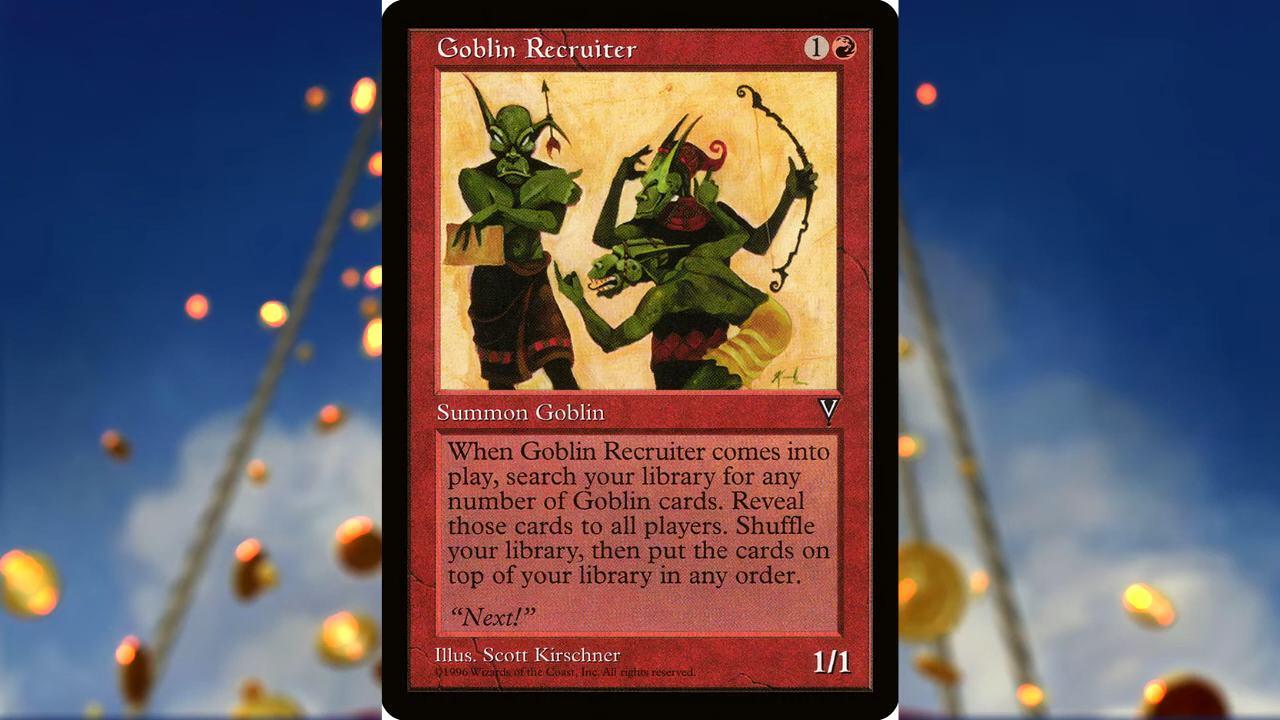 Goblin Recruiter 1
Summon Goblin V
When Goblin Recruiter comes into
play, search your library for any
number of Goblin cards. Reveal
those cards to all players. Shuffle
your library, then put the cards on
top of your library in any order.
“Next!”
Illus. Scott Kirschner
©1996 Wizards of the Coast, Inc. All rights reserved.
1/1